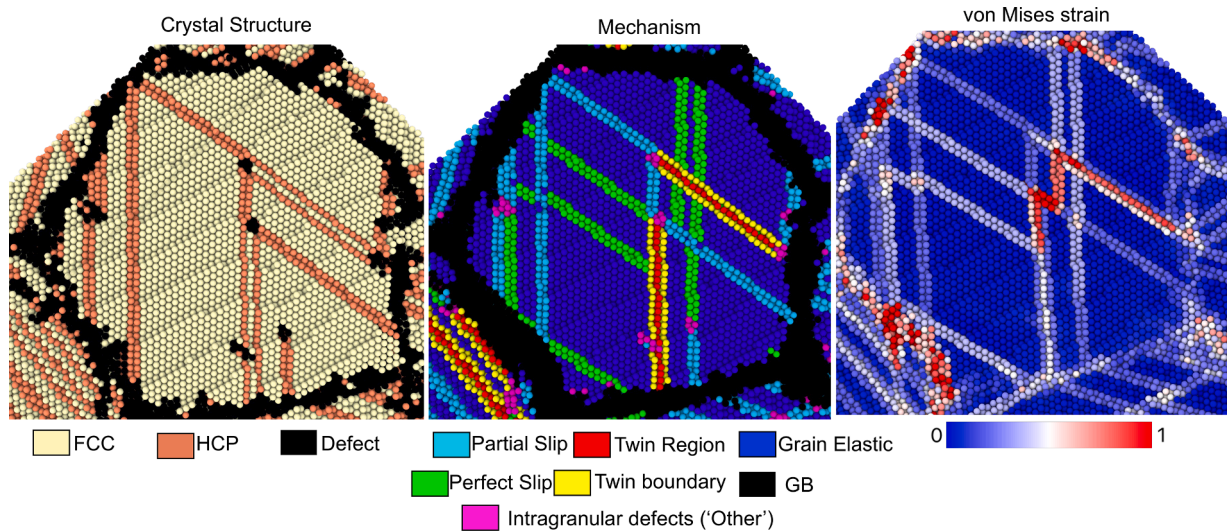 Crystal Structure
Mechanism
von Mises strain
FCC
HCP
Defect
Partial Slip
Twin Region
Grain Elastic
Perfect Slip
Twin boundary
GB
Intragranular defects (‘Other’)
0
1